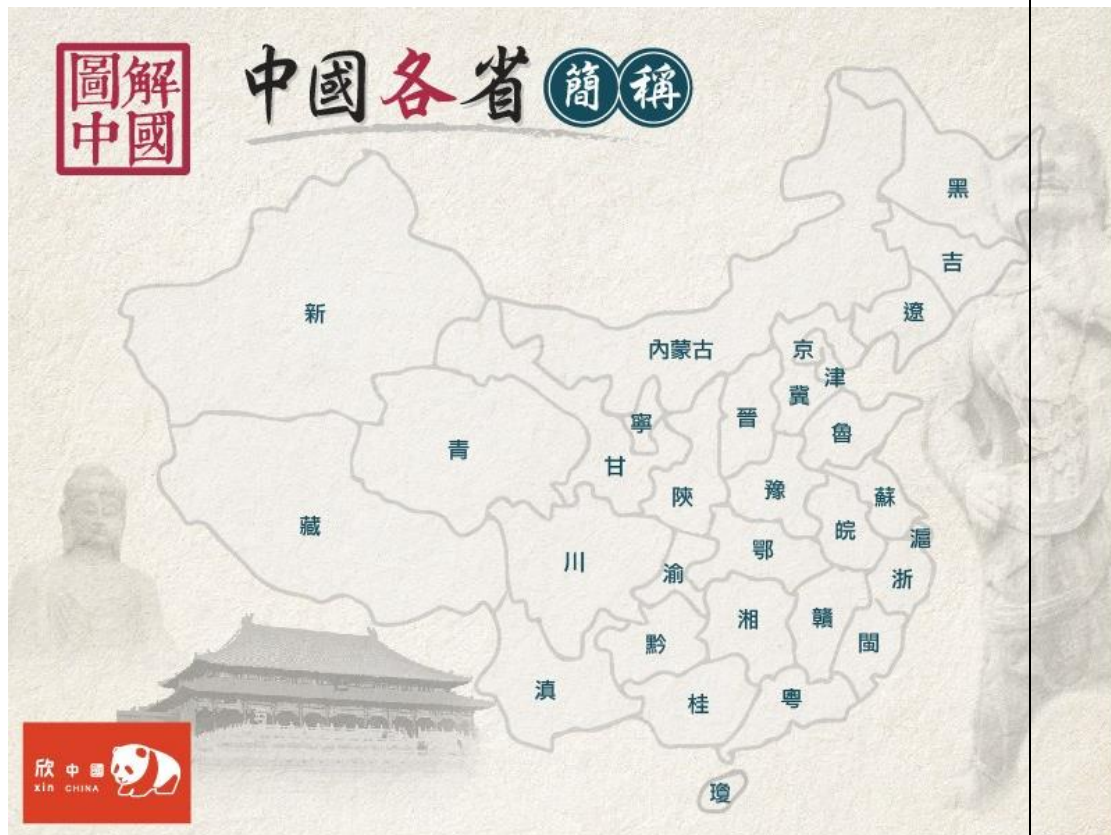 圖解
中國
中國各省簡稱
黑
吉
遼
新
內蒙古
京
津
冀
晉
寧
魯
青
甘
陝
豫
蘇
藏
皖
滬
鄂
川
渝
浙
湘
贛
黔
閩
滇
桂
粵
瓊
欣中國
xin CHINA